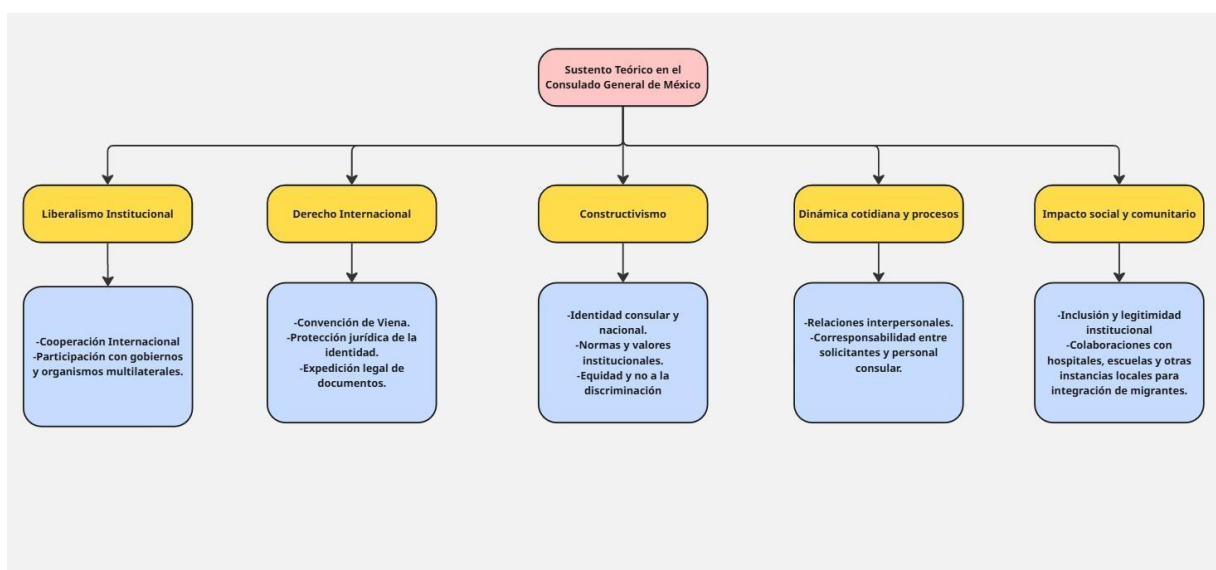 Sustento Teórico en el
Consulado General de México
Liberalismo Institucional
Derecho Internacional
Constructivismo
Dinámica cotidiana y procesos
Impacto social y comunitario
-Cooperación Internacional
-Participación con gobiernos
y organismos multilaterales.
-Convención de Viena.
-Protección jurídica de la
identidad.
-Expedición legal de
documentos.
-Identidad consular y
nacional.
-Normas y valores
institucionales.
-Equidad y no a la
discriminación
-Relaciones interpersonales.
-Corresponsabilidad entre
solicitantes y personal
consular.
-Inclusión y legitimidad
institucional
-Colaboraciones con
hospitales, escuelas y otras
instancias locales para
integración de migrantes.